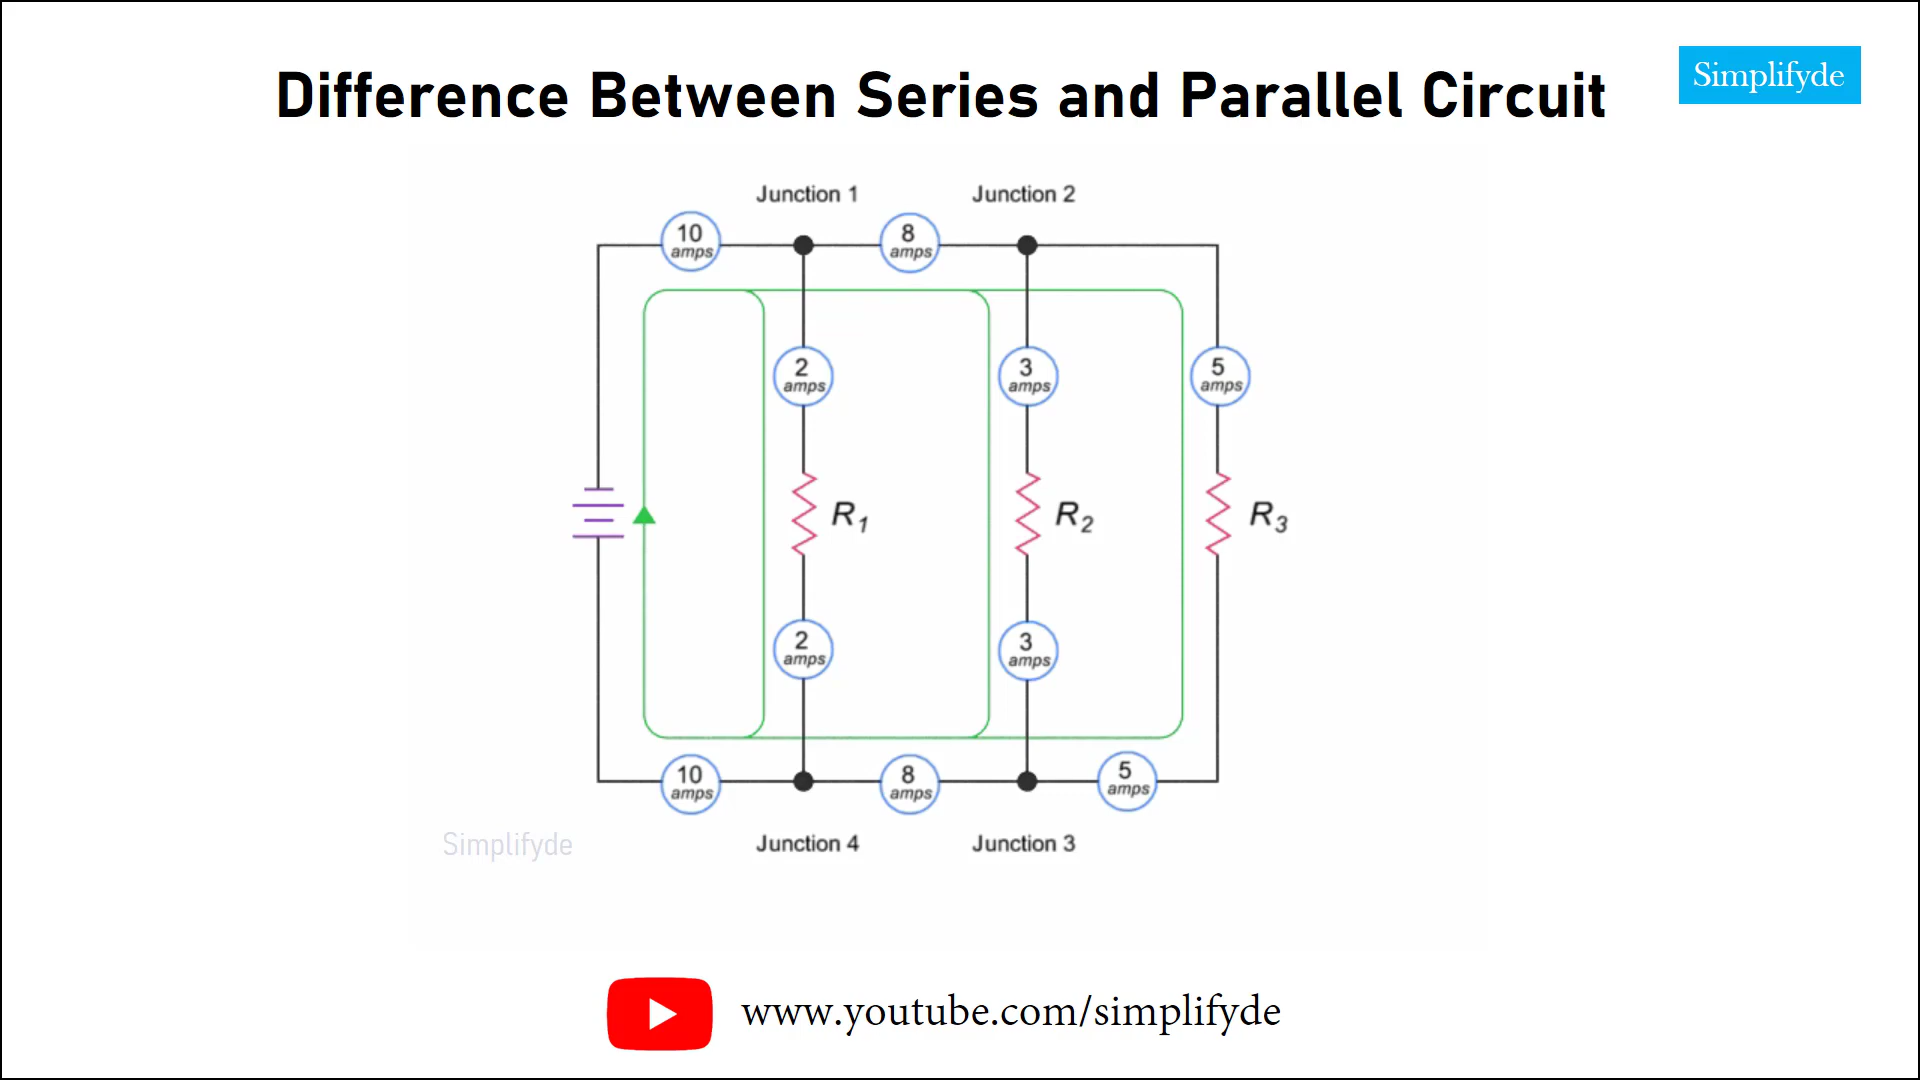 Difference Between Series and Parallel Circuit
Simplifyde
Junction 1
Junction 2
10
amps
8
amps
2
amps
3
amps
5
amps
R1
R2
R3
2
amps
3
amps
10
amps
8
amps
5
amps
Simplifyde
Junction 4
Junction 3
www.youtube.com/simplifyde